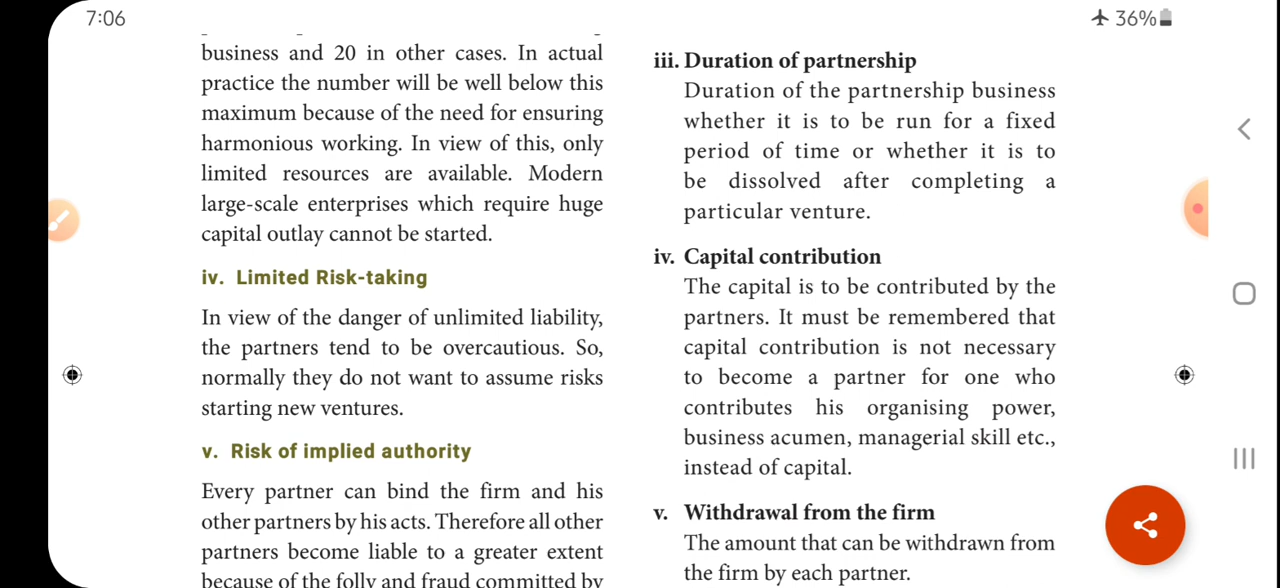 7:06
36%
business and 20 in other cases. In actual
practice the number will be well below this
maximum because of the need for ensuring
harmonious working. In view of this, only
limited resources are available. Modern
large-scale enterprises which require huge
capital outlay cannot be started.
iv. Limited Risk-taking
In view of the danger of unlimited liability,
the partners tend to be overcautious. So,
normally they do not want to assume risks
starting new ventures.
v. Risk of implied authority
Every partner can bind the firm and his
other partners by his acts. Therefore all other
partners become liable to a greater extent
because of the folly and fraud committed by
iii. Duration of partnership
Duration of the partnership business
whether it is to be run for a fixed
period of time or whether it is to
be dissolved after completing a
particular venture.
iv. Capital contribution
The capital is to be contributed by the
partners. It must be remembered that
capital contribution is not necessary
to become a partner for one who
contributes his organising power,
business acumen, managerial skill etc.,
instead of capital.
v. Withdrawal from the firm
The amount that can be withdrawn from
the firm by each partner.